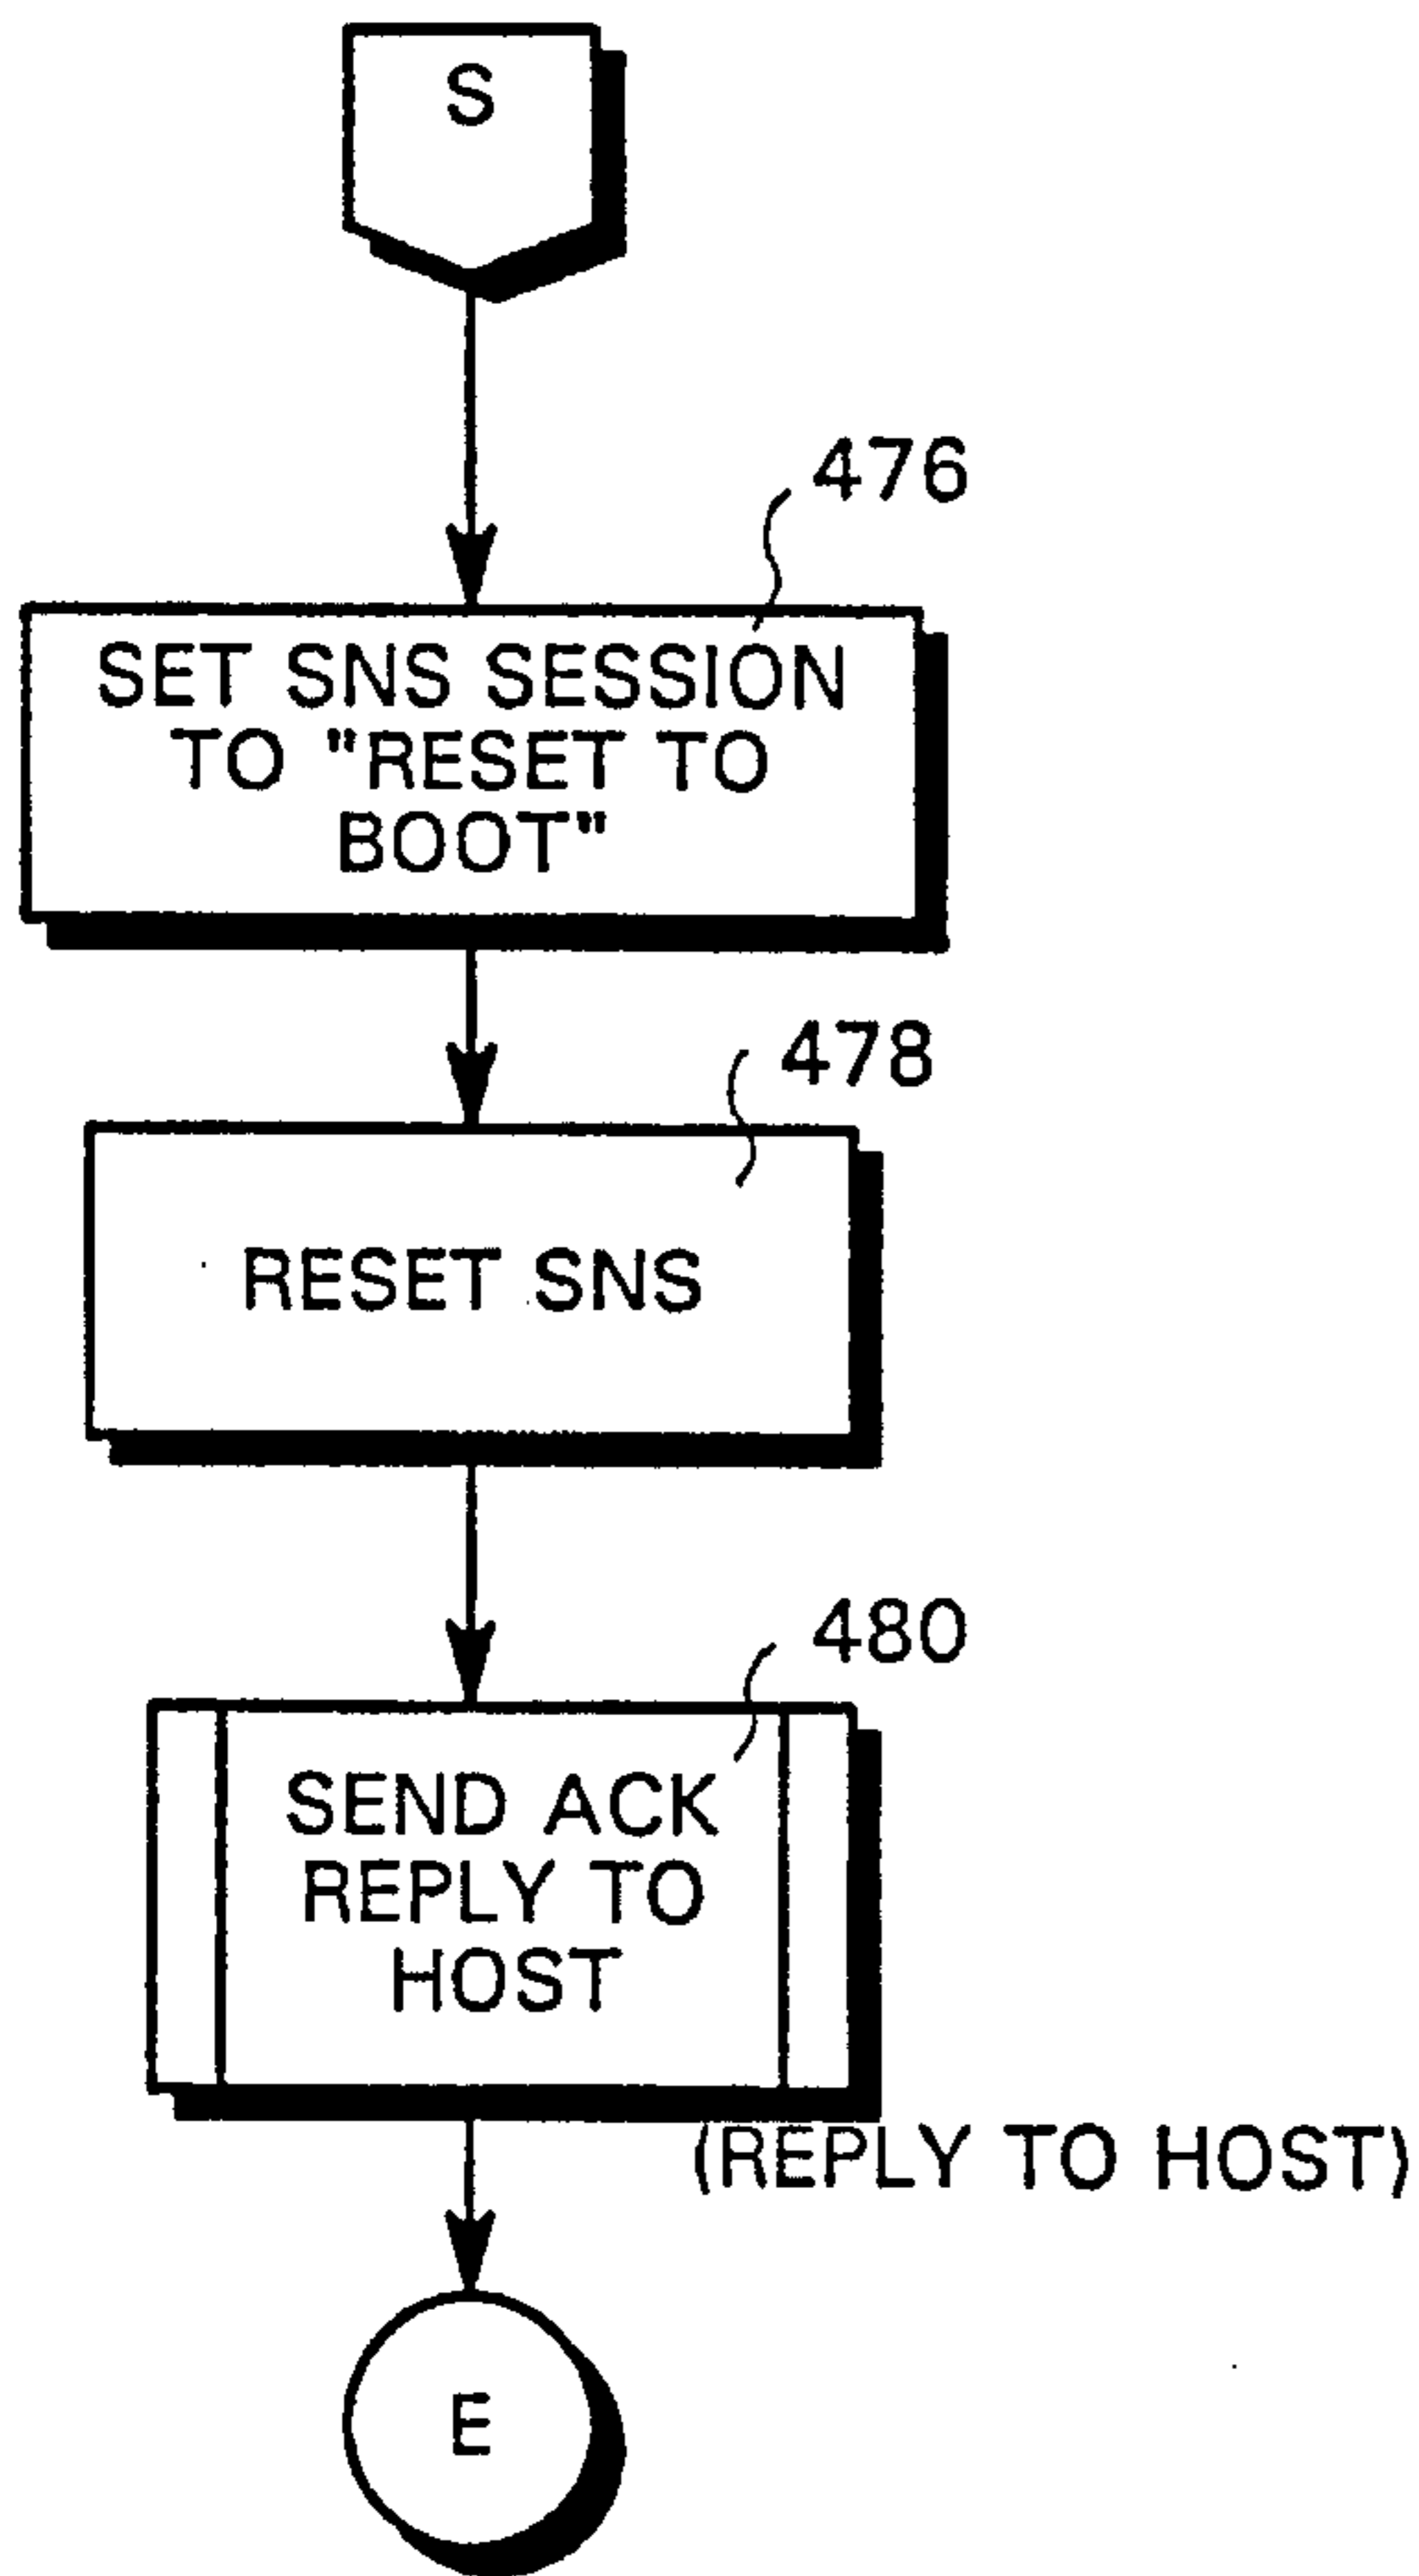 S
476
SET SNS SESSION
TO "RESET TO
BOOT"
478
RESET SNS
480
SEND ACK
REPLY TO
HOST
(REPLY TO HOST)
E